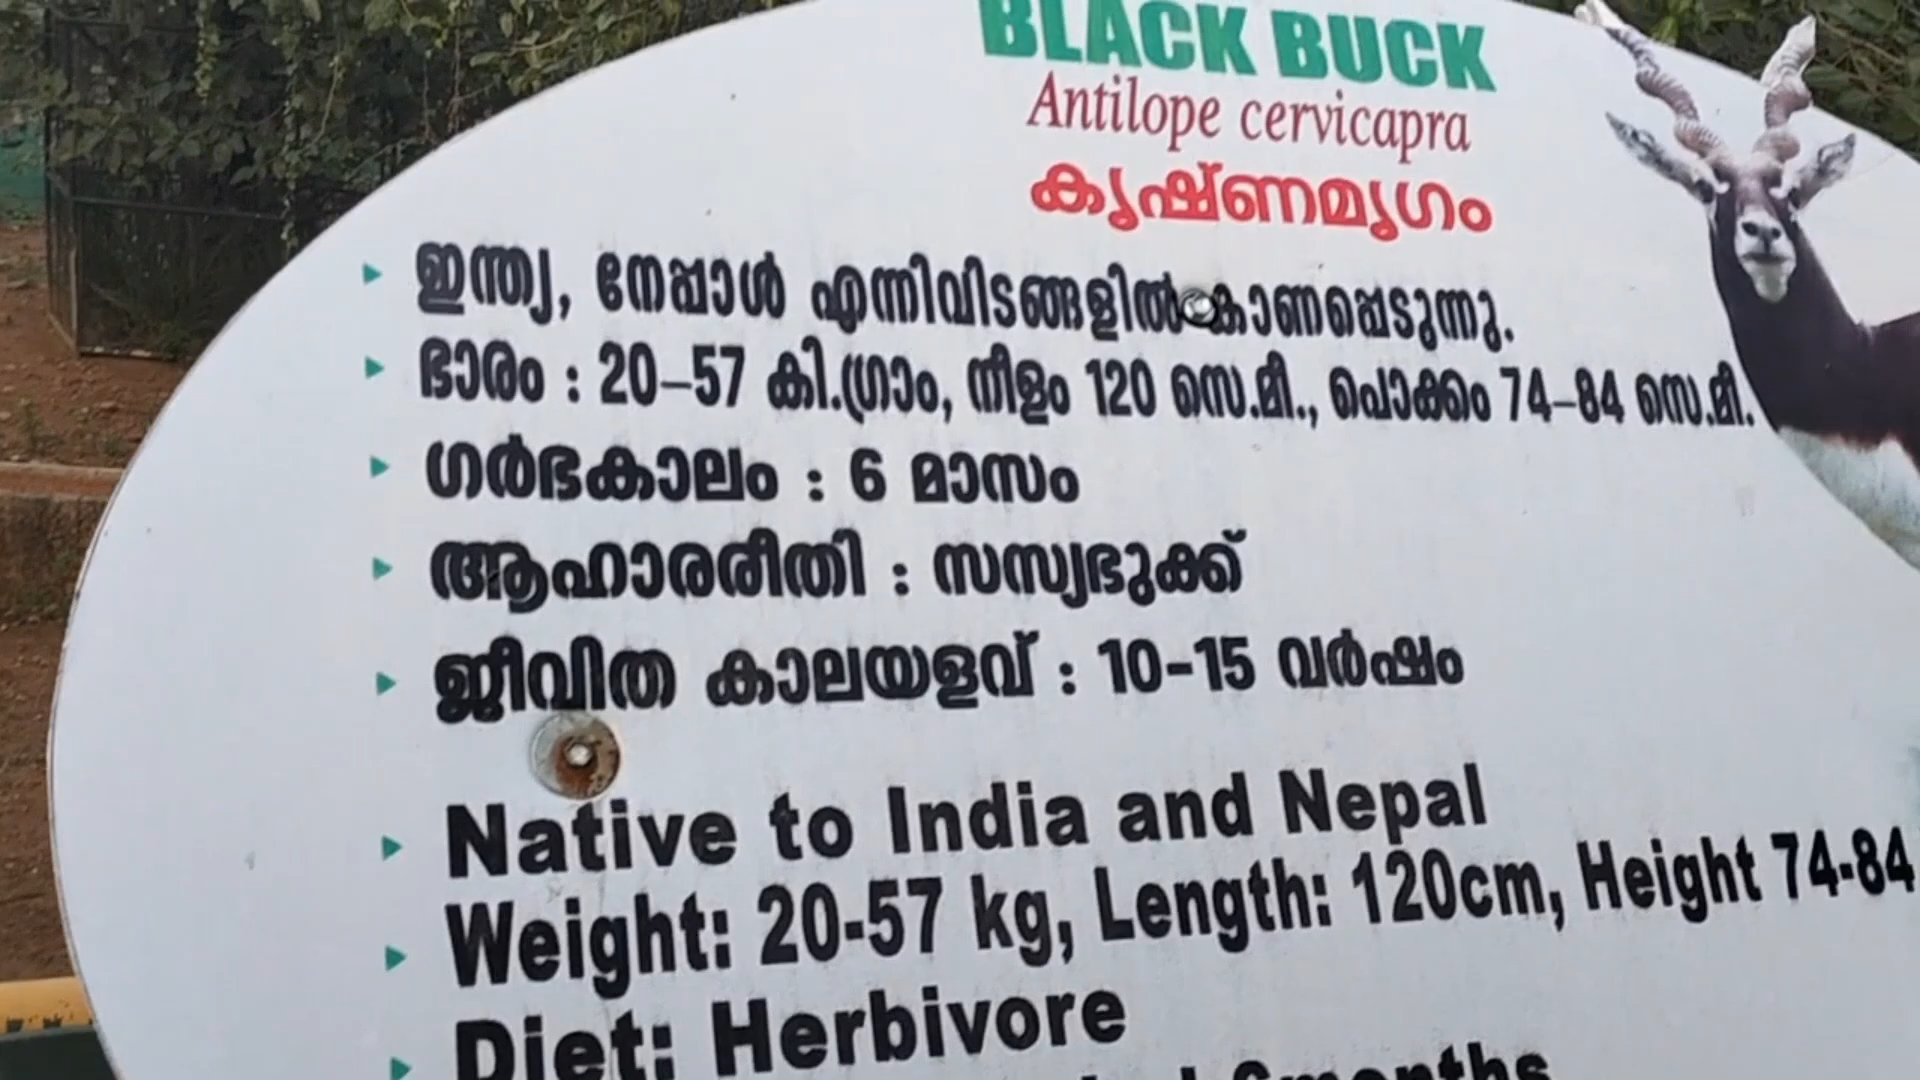 BLACK BUCK
Antilope cervicapra
കൃഷ്ണമൃഗം
ഇന്ത്യ, നേപ്പാൾ എന്നിവിടങ്ങളിൽ കാണപ്പെടുന്നു.
ഭാരം : 20–57 കി.ഗ്രാം, നീളം 120 സെ.മീ., പൊക്കം 74–84 സെ.മീ.
ഗർഭകാലം : 6 മാസം
ആഹാരരീതി : സസ്യഭുക്ക്
ജീവിത കാലയളവ് : 10-15 വർഷം
Native to India and Nepal
Weight: 20-57 kg, Length: 120cm, Height 74-84
Diet: Herbivore
6months